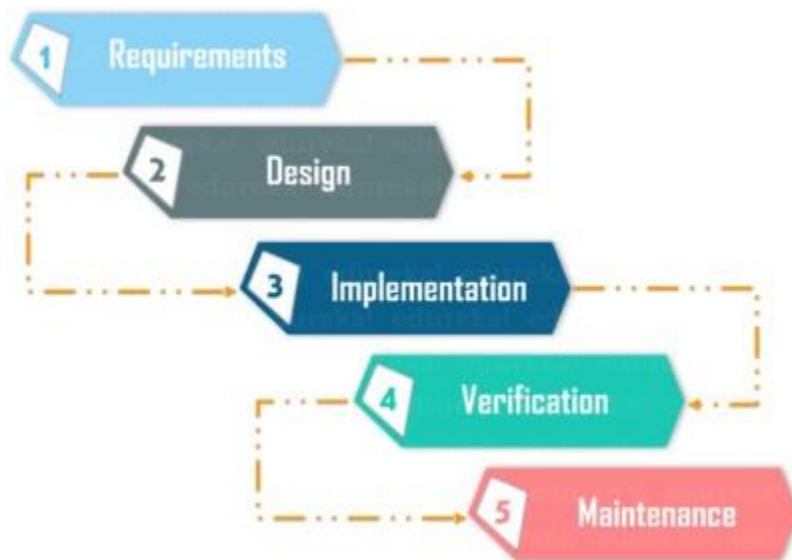 1 Requirements
2 Design
3 Implementation
4 Verification
5 Maintenance